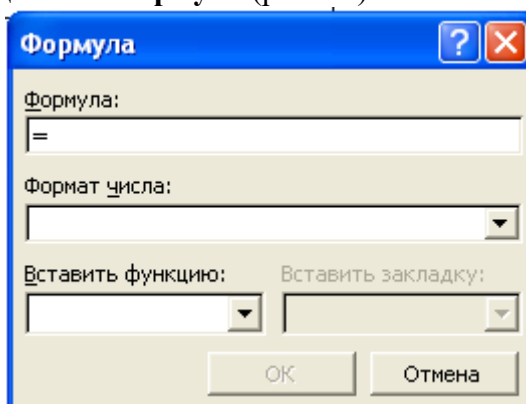 Формула
Формула:
=
Формат числа:
Вставить функцию: Вставить закладку:
ОК Отмена